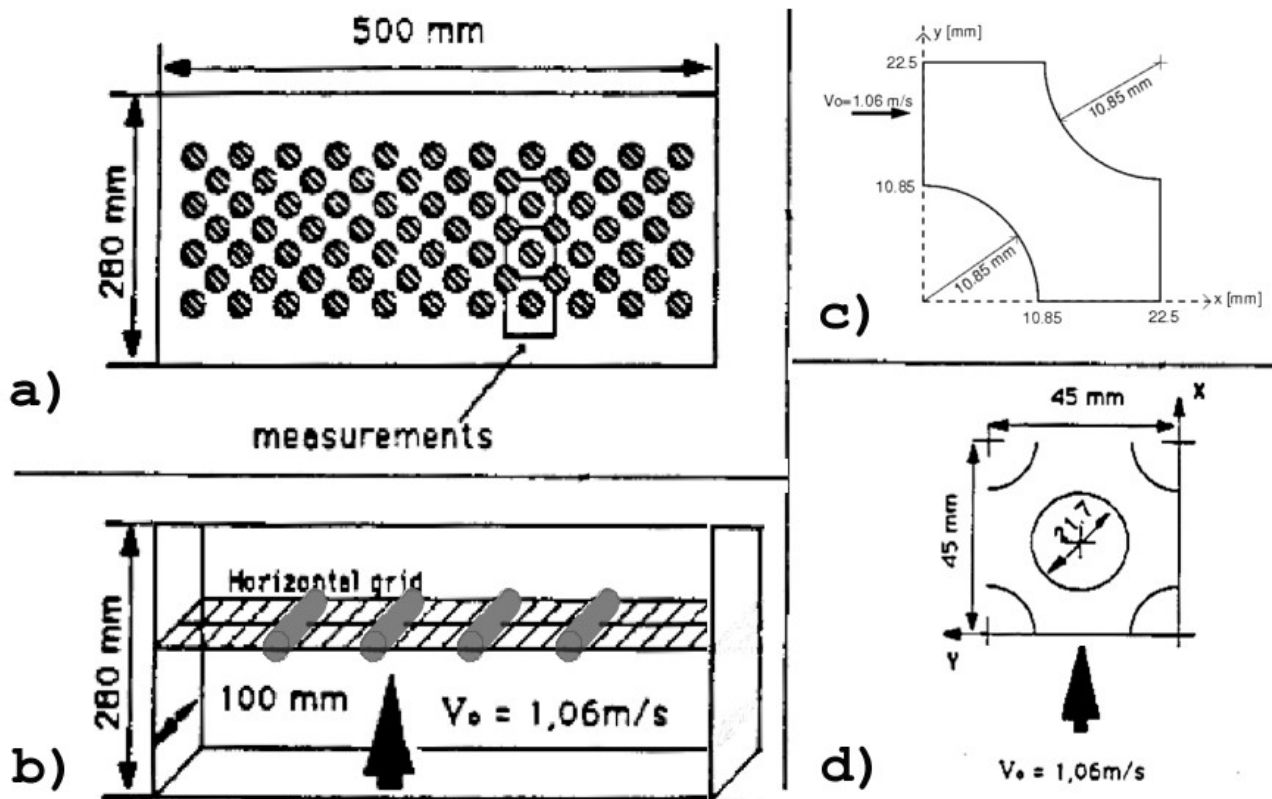 500 mm
280 mm
a)
measurements
280 mm
Horizontal grid
100 mm
V₀ = 1,06m/s
b)
y [mm]
22.5
Vo=1.06 m/s
10.85 mm
10.85
10.85 mm
x [mm]
10.85
22.5
c)
45 mm
X
45 mm
21.7
Y
d)
V₀ = 1,06m/s